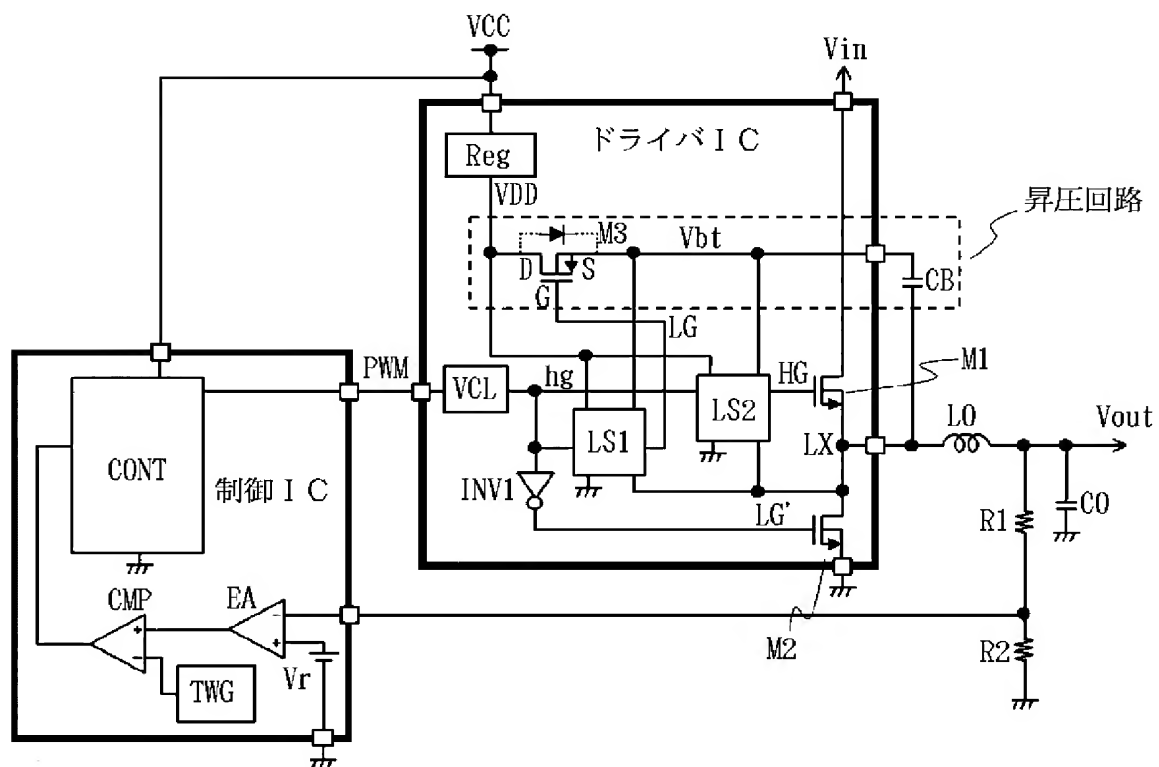 VCC
Vin
ドライバIC
Reg
VDD
昇圧回路
M3
Vbt
D
S
G
CB
LG
M1
PWM
VCL
hg
HG
LS2
LS1
LX
LO
Vout
CONT
制御IC
INV1
LG'
R1
CO
CMP
EA
M2
R2
Vr
TWG
+
-
-
+